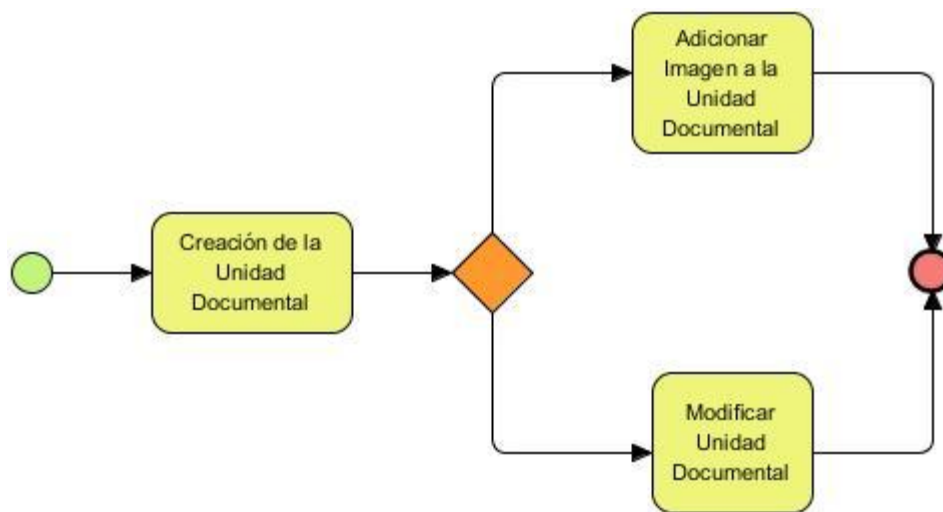 Adicionar
Imagen a la
Unidad
Documental
Creación de la
Unidad
Documental
Modificar
Unidad
Documental